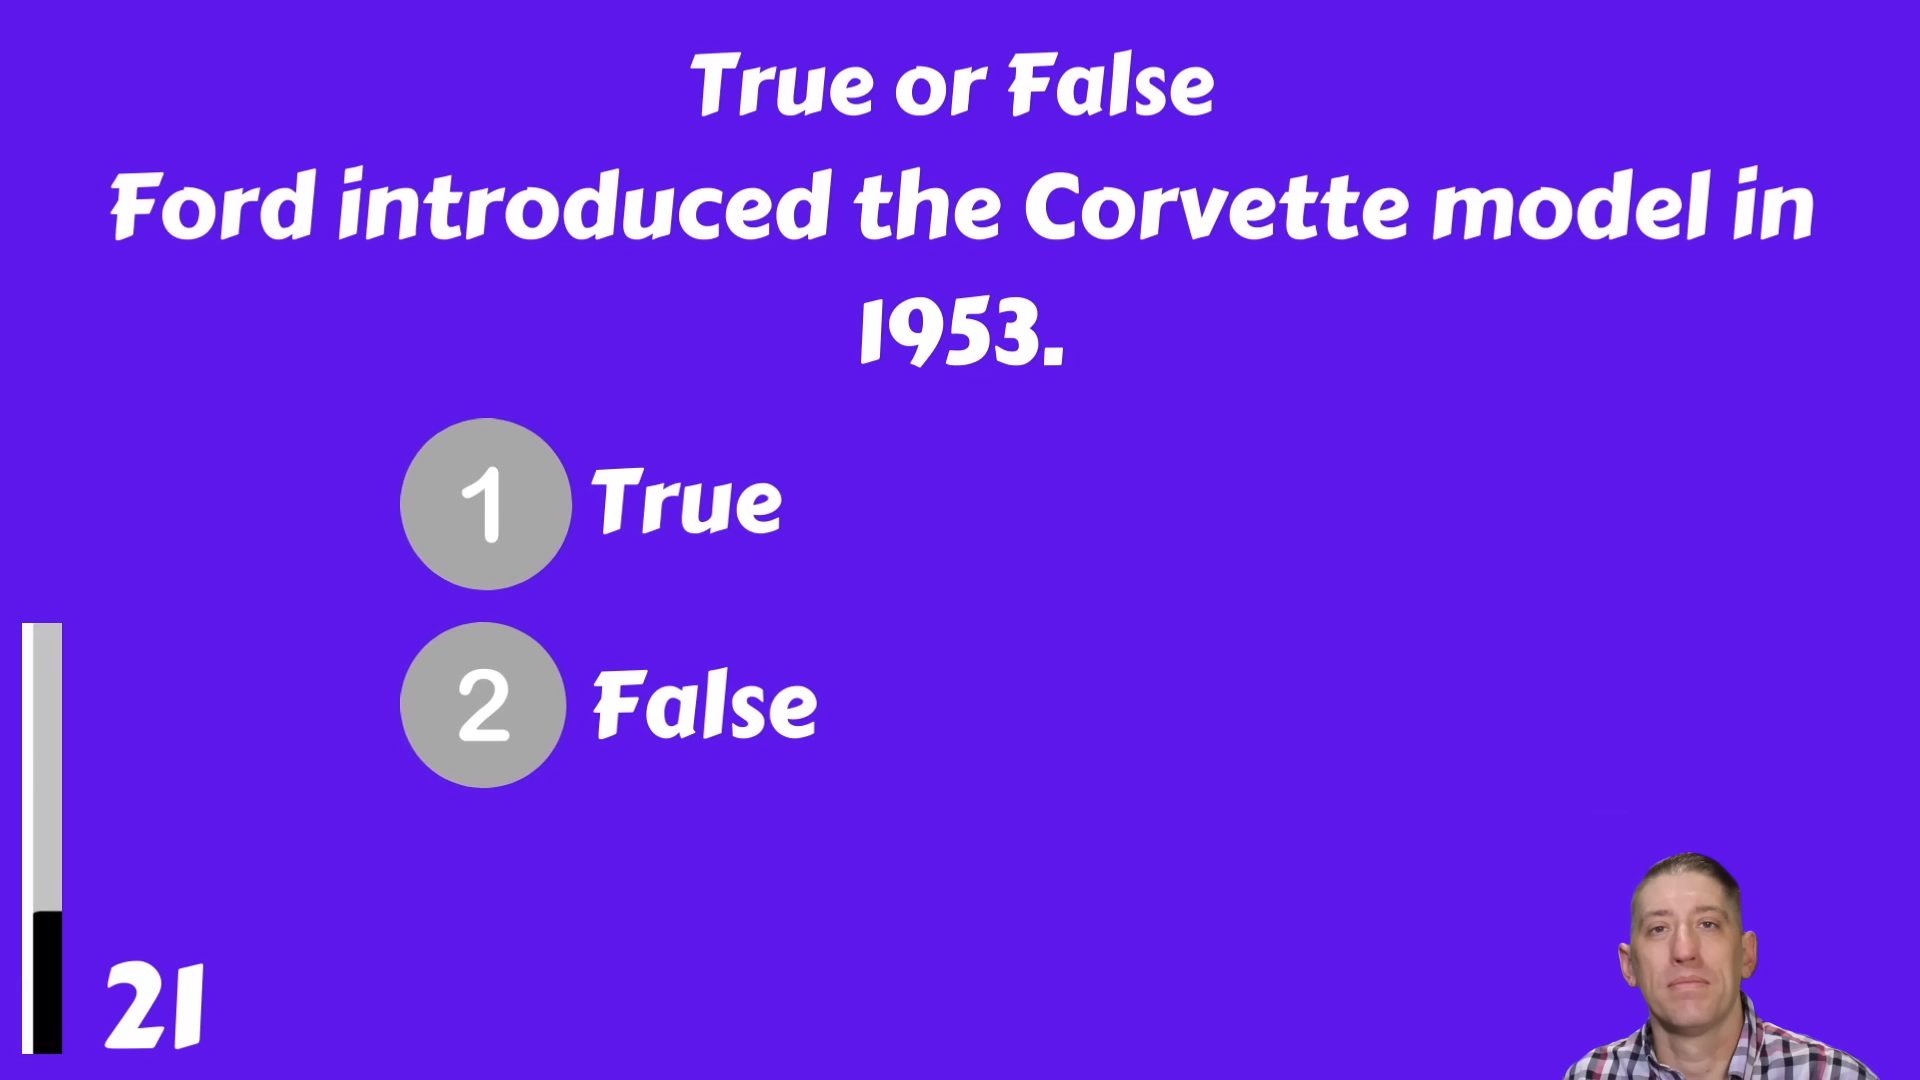 True or False
Ford introduced the Corvette model in
1953.
1 True
2 False
21